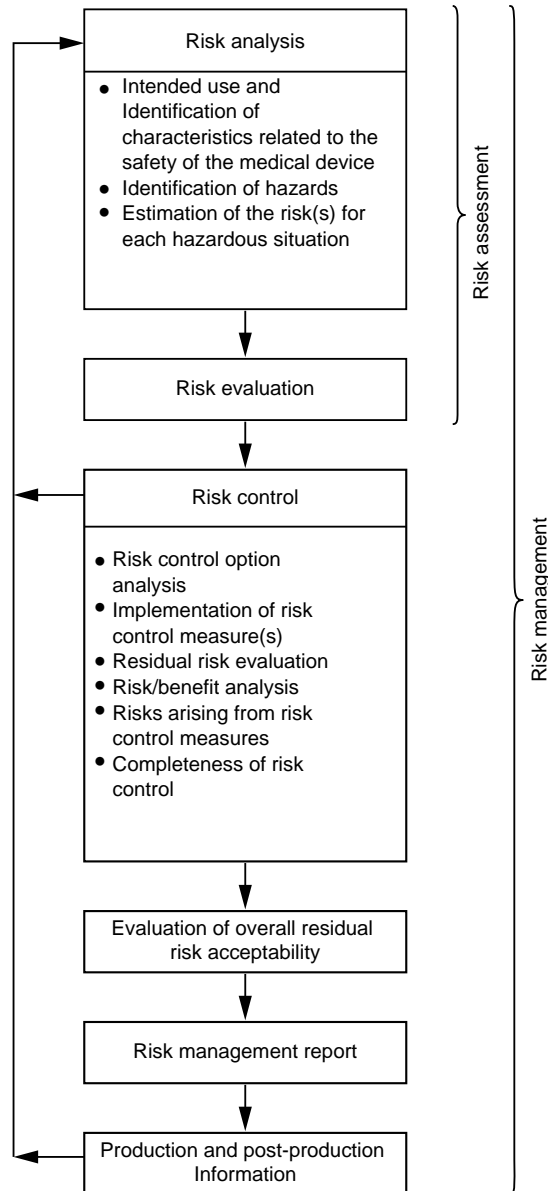 Risk analysis
• Intended use and
Identification of
characteristics related to the
safety of the medical device
• Identification of hazards
• Estimation of the risk(s) for
each hazardous situation
Risk evaluation
Risk assessment
Risk control
• Risk control option
analysis
• Implementation of risk
control measure(s)
• Residual risk evaluation
• Risk/benefit analysis
• Risks arising from risk
control measures
• Completeness of risk
control
Evaluation of overall residual
risk acceptability
Risk management report
Production and post-production
Information
Risk management